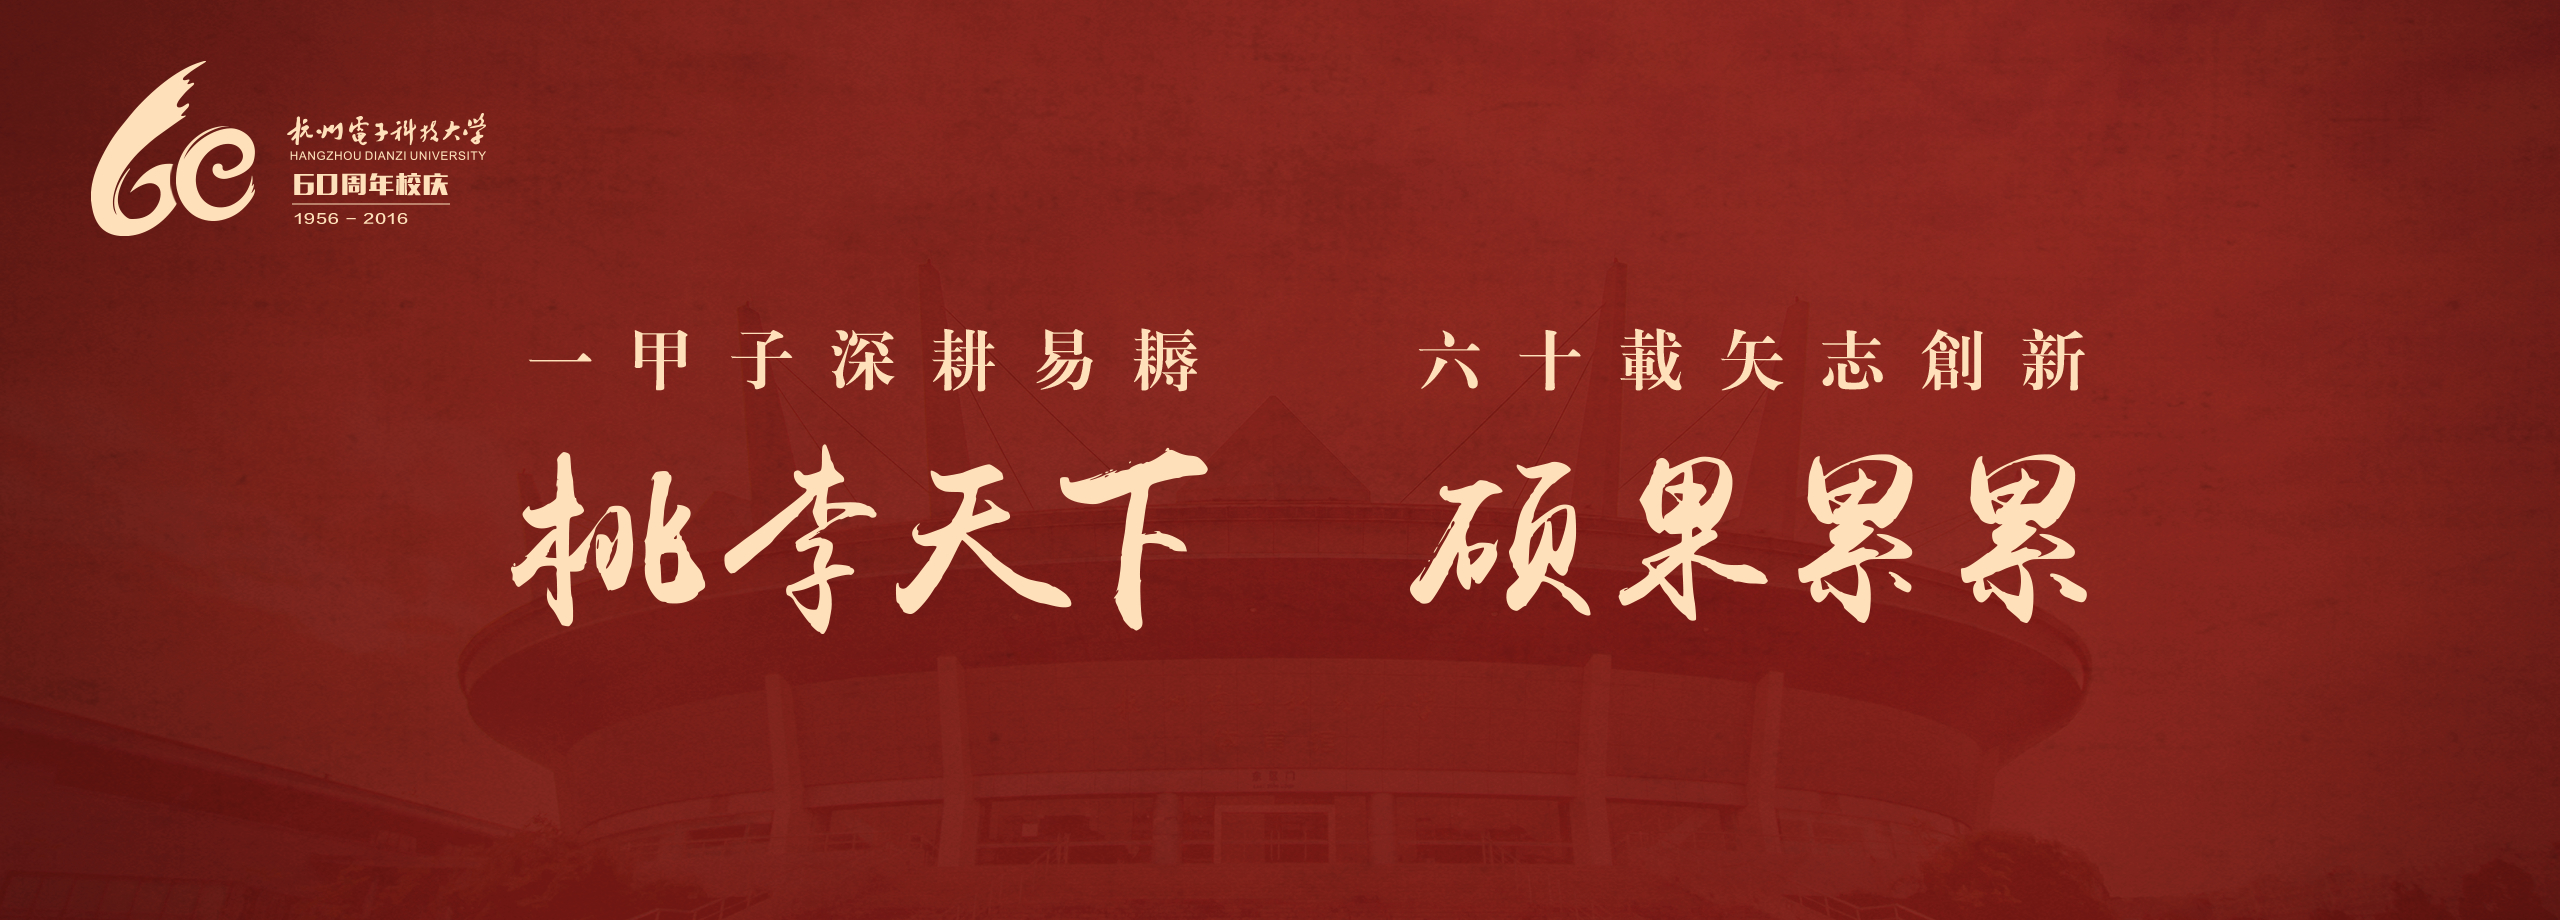 杭州電子科技大学
HANGZHOU DIANZI UNIVERSITY
60周年校庆
1956 - 2016
一甲子深耕易耨 六十載矢志創新
桃李天下 硕果累累